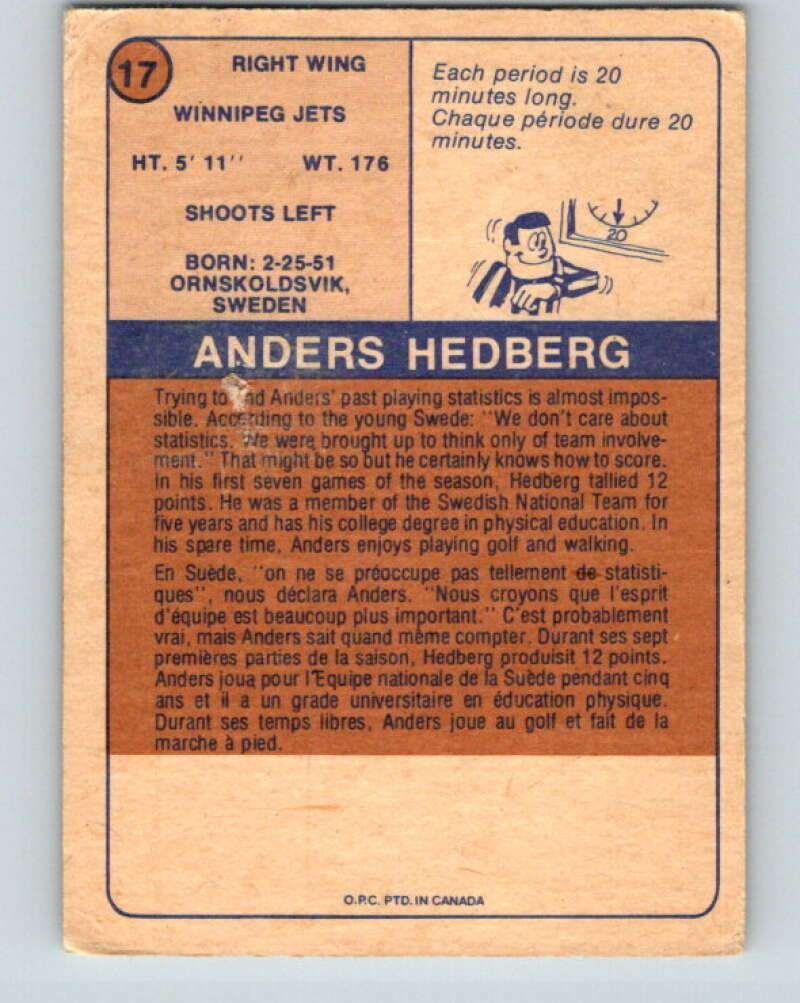 17
RIGHT WING
WINNIPEG JETS
HT. 5' 11'' WT. 176
SHOOTS LEFT
BORN: 2-25-51
ORNSKOLDSVIK,
SWEDEN
Each period is 20
minutes long.
Chaque période dure 20
minutes.
20
ANDERS HEDBERG
Trying to nd Anders' past playing statistics is almost impos-
sible. According to the young Swede: "We don't care about
statistics. We were brought up to think only of team involve-
ment." That might be so but he certainly knows how to score.
In his first seven games of the season, Hedberg tallied 12
points. He was a member of the Swedish National Team for
five years and has his college degree in physical education. In
his spare time, Anders enjoys playing golf and walking.
En Suède, "on ne se préoccupe pas tellement de statisti-
ques", nous déclara Anders. "Nous croyons que l'esprit
d'équipe est beaucoup plus important." C'est probablement
vrai, mais Anders sait quand même compter. Durant ses sept
premières parties de la saison, Hedberg produisit 12 points.
Anders joua pour l'Equipe nationale de la Suède pendant cinq
ans et il a un grade universitaire en éducation physique.
Durant ses temps libres, Anders joue au golf et fait de la
marche à pied.
O.P.C. PTD. IN CANADA